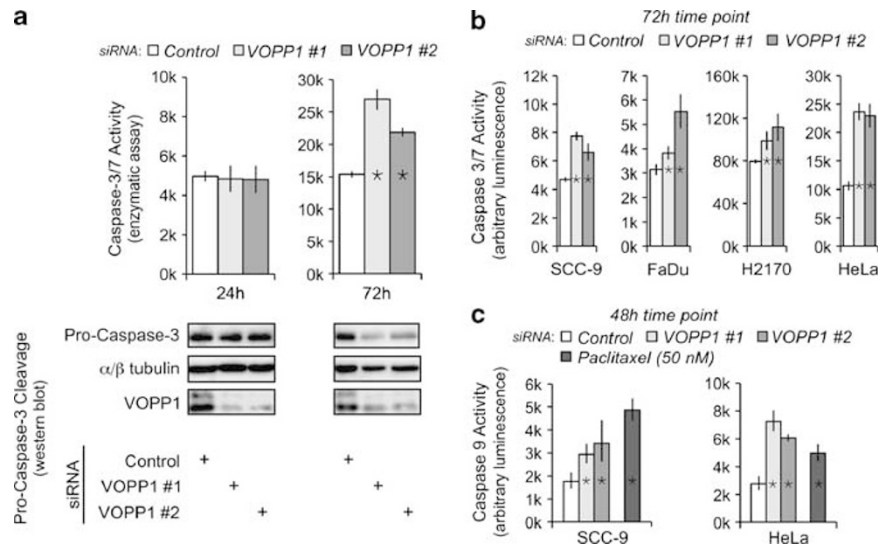 a
siRNA: Control VOPP1 #1 VOPP1 #2
Caspase-3/7 Activity
(enzymatic assay)
10k
8k
6k
4k
2k
0k
24h
30k
25k
20k
15k
10k
5k
0k
* *
72h
Pro-Caspase-3 Cleavage
(western blot)
Pro-Caspase-3
α/β tubulin
VOPP1
siRNA
Control + +
VOPP1 #1 + +
VOPP1 #2 + +
b
72h time point
siRNA: Control VOPP1 #1 VOPP1 #2
Caspase 3/7 Activity
(arbitrary luminescence)
12k
10k
8k
6k
4k
2k
0k
* *
SCC-9
7k
6k
5k
4k
3k
2k
1k
0k
* *
FaDu
160k
120k
80k
40k
0k
* *
H2170
30k
25k
20k
15k
10k
5k
0k
* *
HeLa
c
48h time point
siRNA: Control VOPP1 #1 VOPP1 #2
Paclitaxel (50 nM)
Caspase 9 Activity
(arbitrary luminescence)
6k
5k
4k
3k
2k
1k
0k
* * *
SCC-9
10k
8k
6k
4k
2k
0k
* * *
HeLa